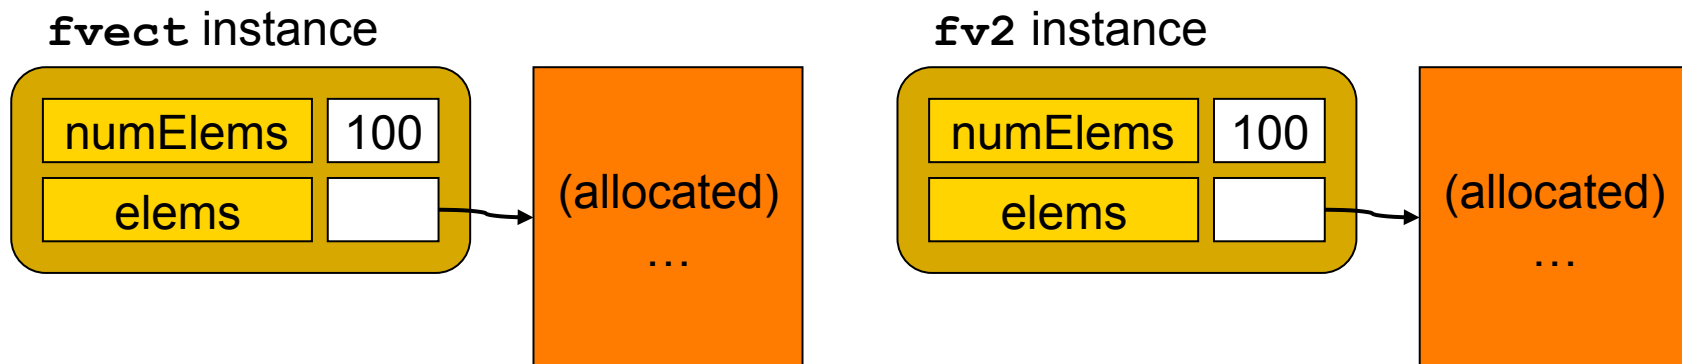 fvect instance
numElems 100
elems
(allocated)
…
fv2 instance
numElems 100
elems
(allocated)
…